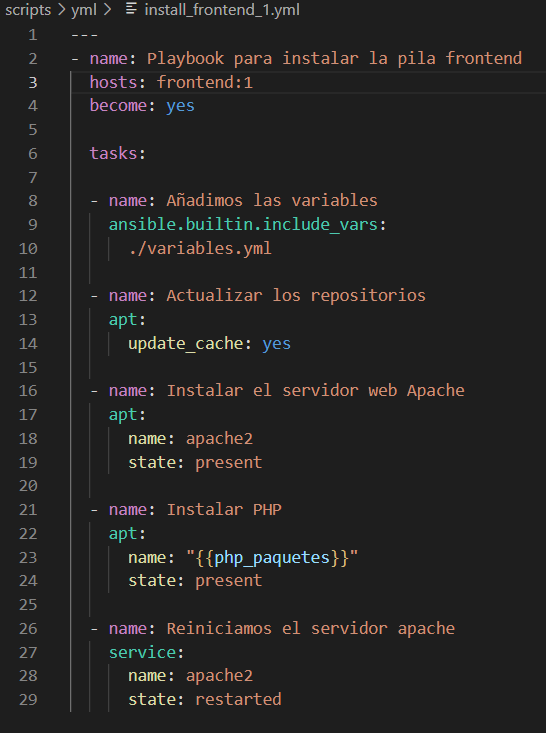 scripts > yml > install_frontend_1.yml
1 ---
2 - name: Playbook para instalar la pila frontend
3   hosts: frontend:1
4   become: yes
5
6   tasks:
7
8   - name: Añadimos las variables
9     ansible.builtin.include_vars:
10       ./variables.yml
11
12   - name: Actualizar los repositorios
13     apt:
14       update_cache: yes
15
16   - name: Instalar el servidor web Apache
17     apt:
18       name: apache2
19       state: present
20
21   - name: Instalar PHP
22     apt:
23       name: "{{php_paquetes}}"
24       state: present
25
26   - name: Reiniciamos el servidor apache
27     service:
28       name: apache2
29       state: restarted